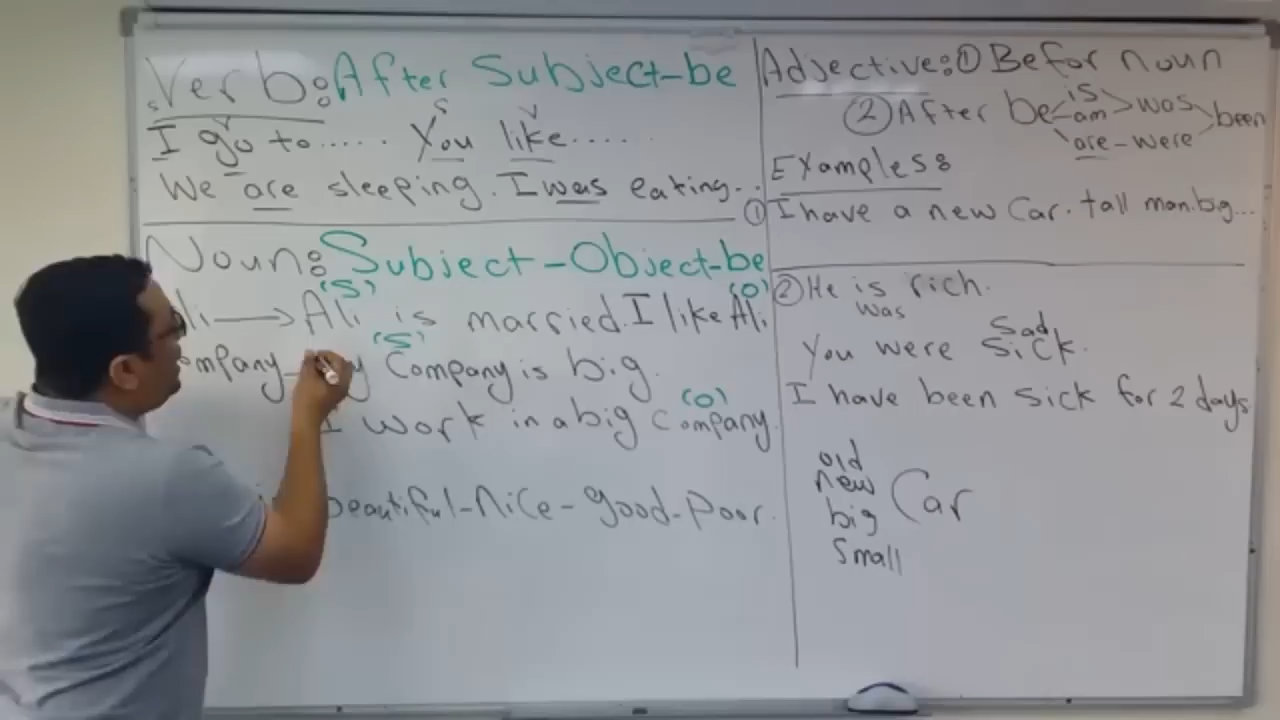 Verb: After Subject-be
S
V
V
I go to ..... You like .....
We are sleeping. I was eating..
Noun: Subject-Object-be
(S)
(O)
Ali is married. I like Ali.
(S)
Company is big.
(O)
I work in a big Company.
beautiful-nice-good-poor.
Adjective: ① Befor noun
② After be is am are - was were been
Examples:
① I have a new Car. tall man. big...
② He is rich.
was
Sad
You were Sick.
I have been sick for 2 days
old
new Car
big
Small